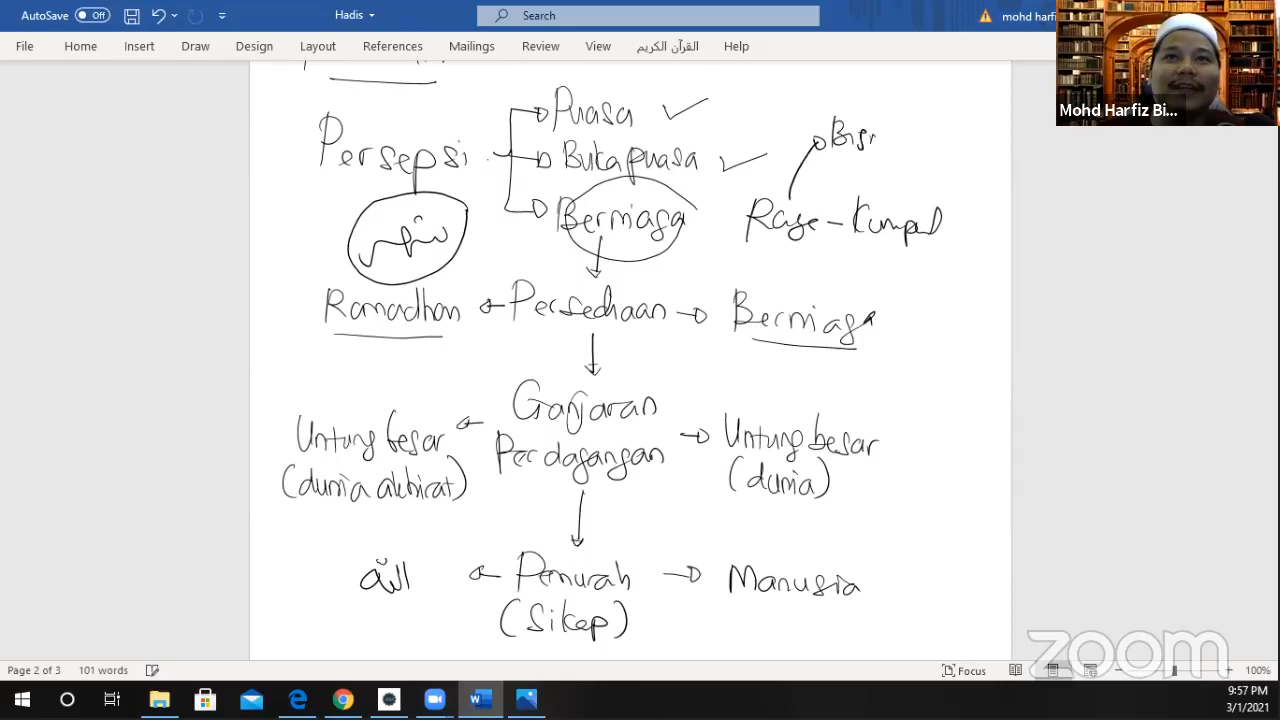 AutoSave Off Hadis Search mohd harfiz
File Home Insert Draw Design Layout References Mailings Review View القرآن الكريم Help
Mohd Harfiz Bi...
Puasa
Persepsi Buka puasa
Berniaga Raya - Kumpul
شهر
Ramadhan Persediaan Berniaga
Ganjaran
Untung besar Perdagangan Untung besar
(dunia akhirat) (dunia)
الله Pemurah Manusia
(Sikap)
zoom
Page 2 of 3 101 words Focus 100%
9:57 PM
3/1/2021